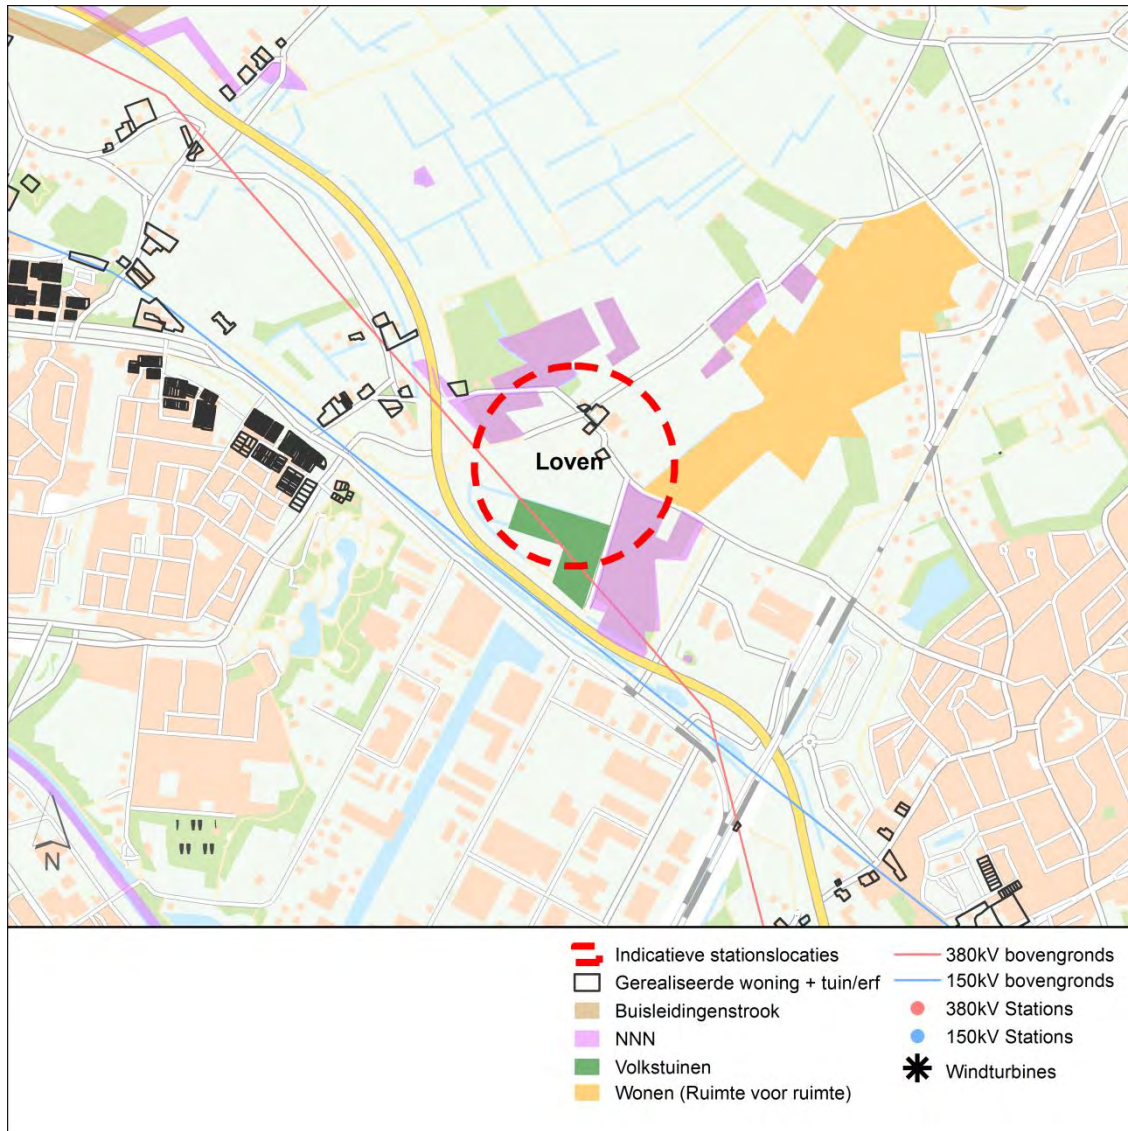 Loven
N
Indicatieve stationslocaties
Gerealiseerde woning + tuin/erf
Buisleidingenstrook
NNN
Volkstuinen
Wonen (Ruimte voor ruimte)
380kV bovengronds
150kV bovengronds
380kV Stations
150kV Stations
Windturbines